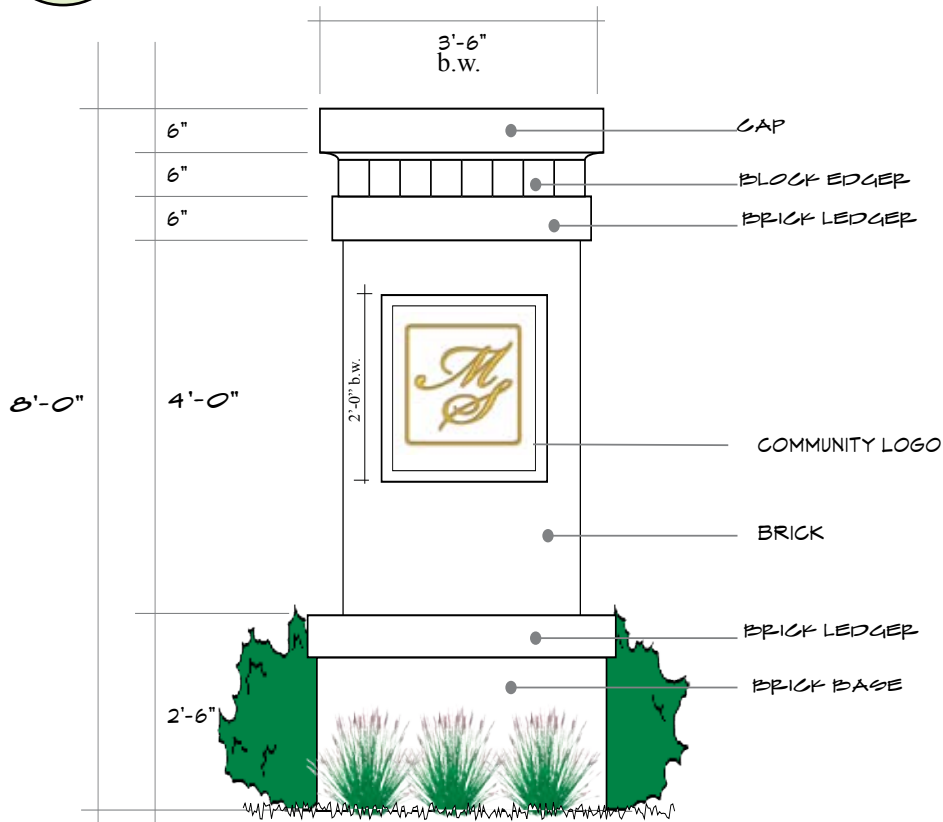 3'-6"
b.w.
6"
CAP
6"
BLOCK EDGER
6"
BRICK LEDGER
2'-0" b.w.
MS
8'-0"
4'-0"
COMMUNITY LOGO
BRICK
BRICK LEDGER
BRICK BASE
2'-6"